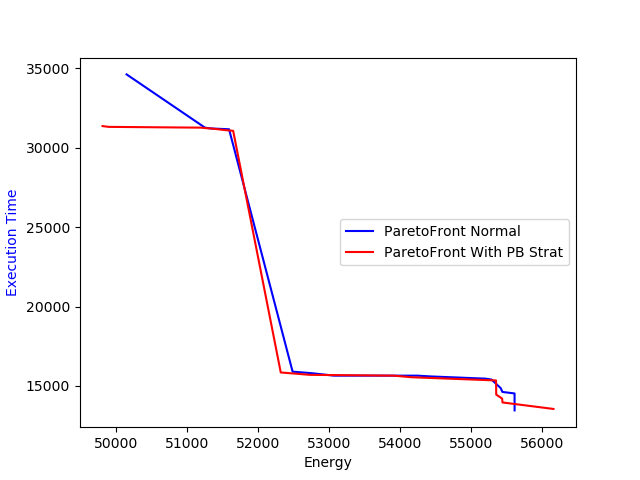 35000
30000
25000
20000
15000
Execution Time
ParetoFront Normal
ParetoFront With PB Strat
50000 51000 52000 53000 54000 55000 56000
Energy